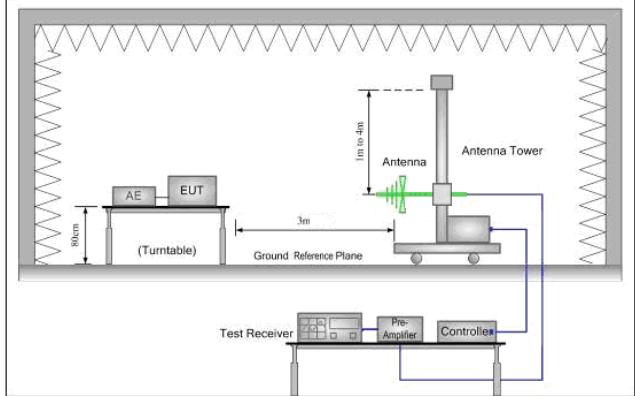 1m to 4m
Antenna
Antenna Tower
AE
EUT
80cm
(Turntable)
3m
Ground Reference Plane
Test Receiver
Pre-
Amplifier
Controller